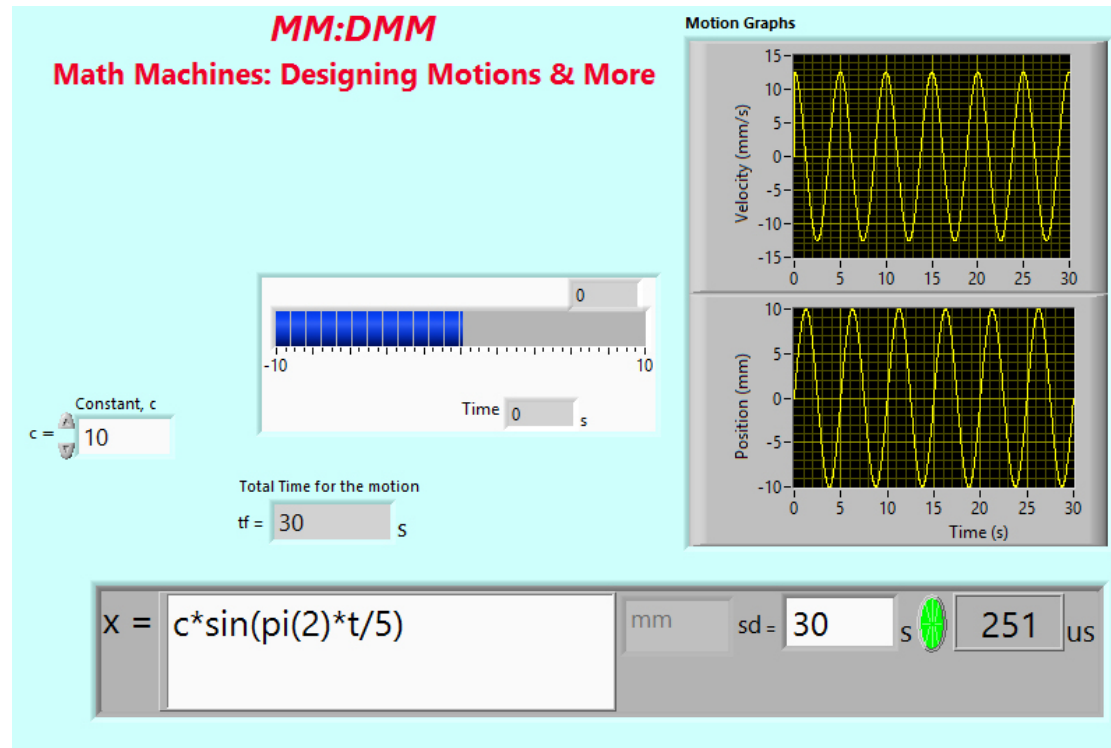 MM:DMM
Math Machines: Designing Motions & More
Motion Graphs
15
10
5
0
-5
-10
-15
Velocity (mm/s)
0 5 10 15 20 25 30
0
-10 10
Time 0 s
10
5
0
-5
-10
Position (mm)
0 5 10 15 20 25 30
Time (s)
Constant, c
c = 10
Total Time for the motion
tf = 30 s
x = c*sin(pi(2)*t/5) mm sd = 30 s 251 us